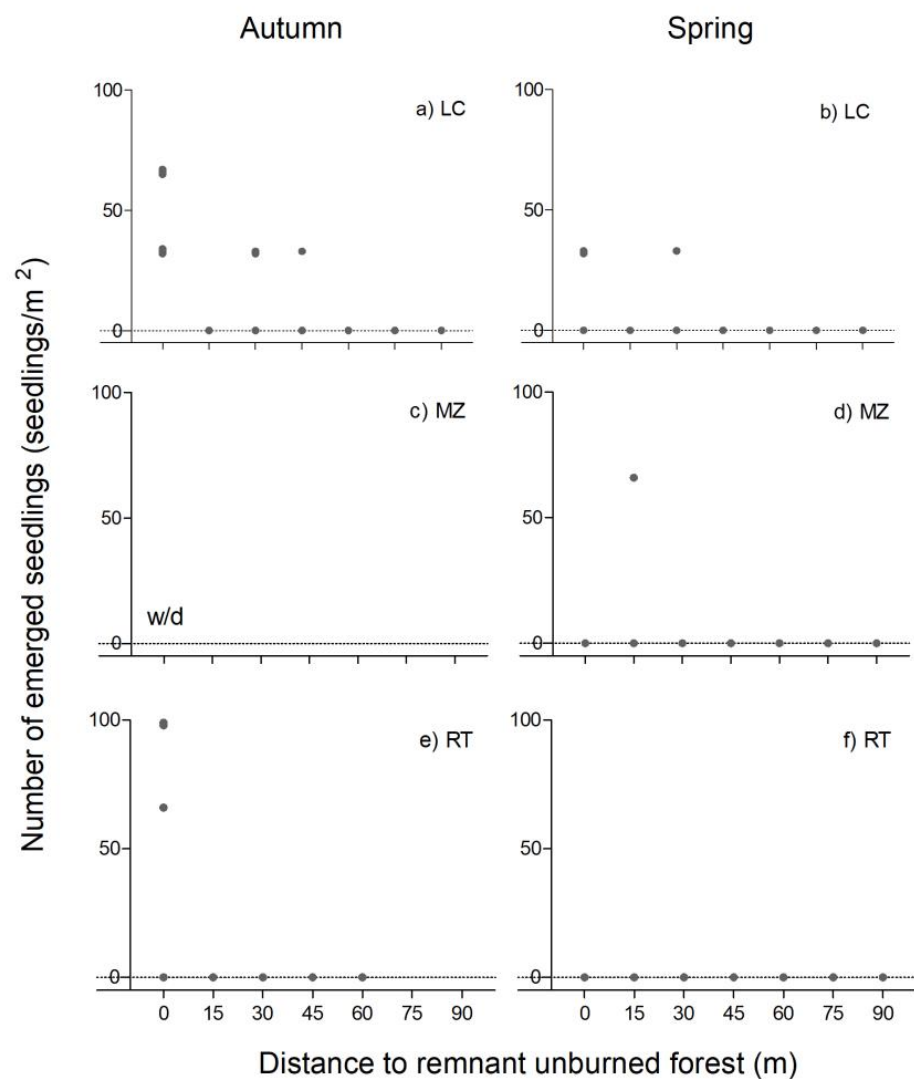 Autumn
Spring
Number of emerged seedlings (seedlings/m 2)
100
50
0
a) LC
100
50
0
b) LC
100
50
0
c) MZ
w/d
100
50
0
d) MZ
100
50
0
e) RT
0 15 30 45 60 75 90
100
50
0
f) RT
0 15 30 45 60 75 90
Distance to remnant unburned forest (m)